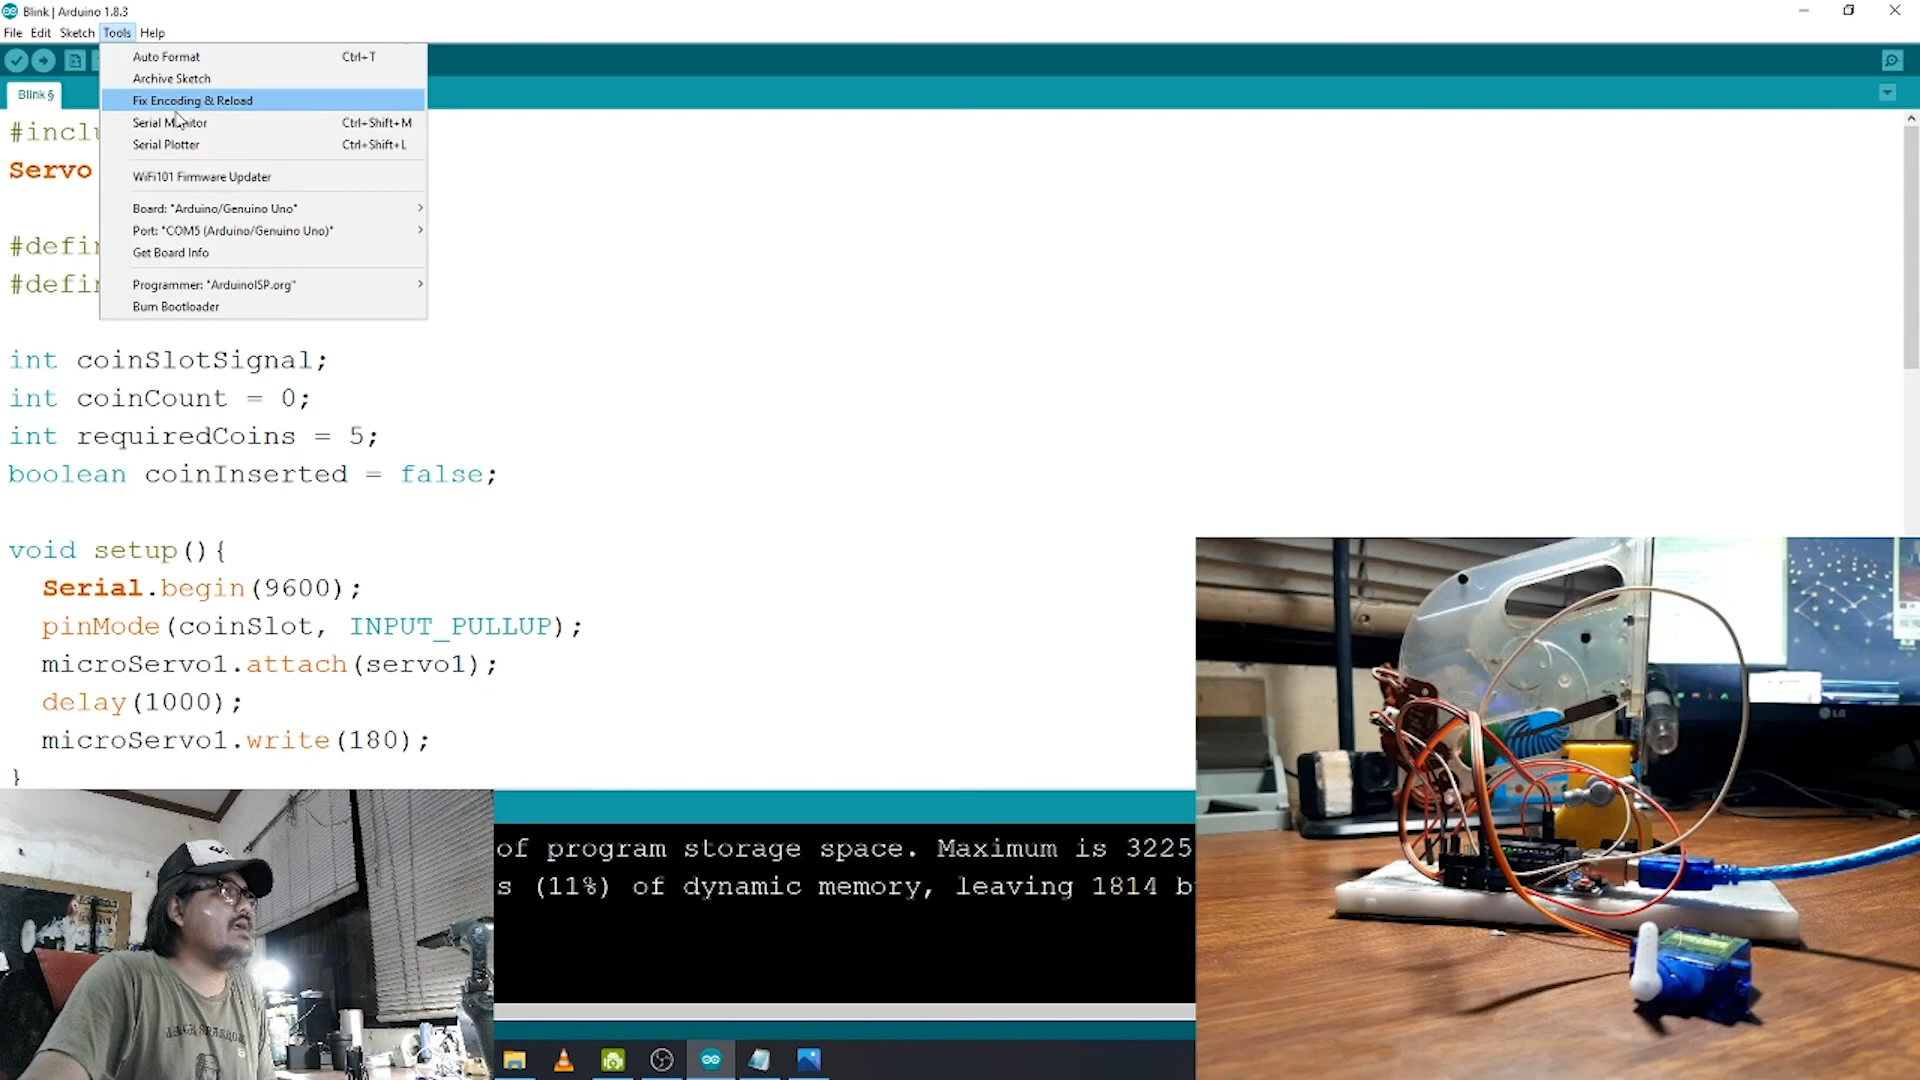 Blink | Arduino 1.8.3
File Edit Sketch Tools Help
Auto Format Ctrl+T
Archive Sketch
Fix Encoding & Reload
Serial Monitor Ctrl+Shift+M
Serial Plotter Ctrl+Shift+L
WiFi101 Firmware Updater
Board: "Arduino/Genuino Uno"
Port: "COM5 (Arduino/Genuino Uno)"
Get Board Info
Programmer: "ArduinoISP.org"
Burn Bootloader
Blink §
#inclu
Servo
#defin
#defin
int coinSlotSignal;
int coinCount = 0;
int requiredCoins = 5;
boolean coinInserted = false;
void setup(){
Serial.begin(9600);
pinMode(coinSlot, INPUT_PULLUP);
microServo1.attach(servo1);
delay(1000);
microServo1.write(180);
}
of program storage space. Maximum is 3225
s (11%) of dynamic memory, leaving 1814 b
LG